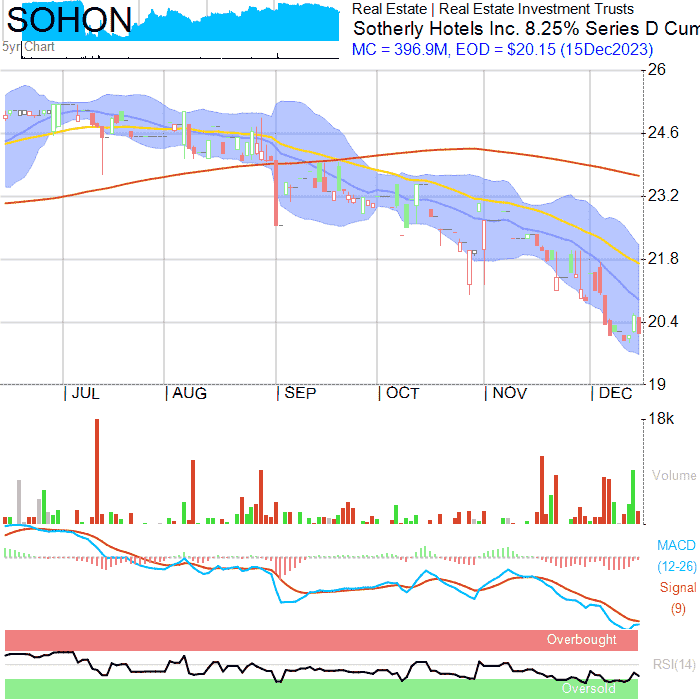 SOHON
Real Estate | Real Estate Investment Trusts
Sotherly Hotels Inc. 8.25% Series D Cum
MC = 396.9M, EOD = $20.15 (15Dec2023)
5yr Chart
26
24.6
23.2
21.8
20.4
19
JUL AUG SEP OCT NOV DEC
18k
Volume
MACD
(12-26)
Signal
(9)
Overbought
RSI(14)
Oversold